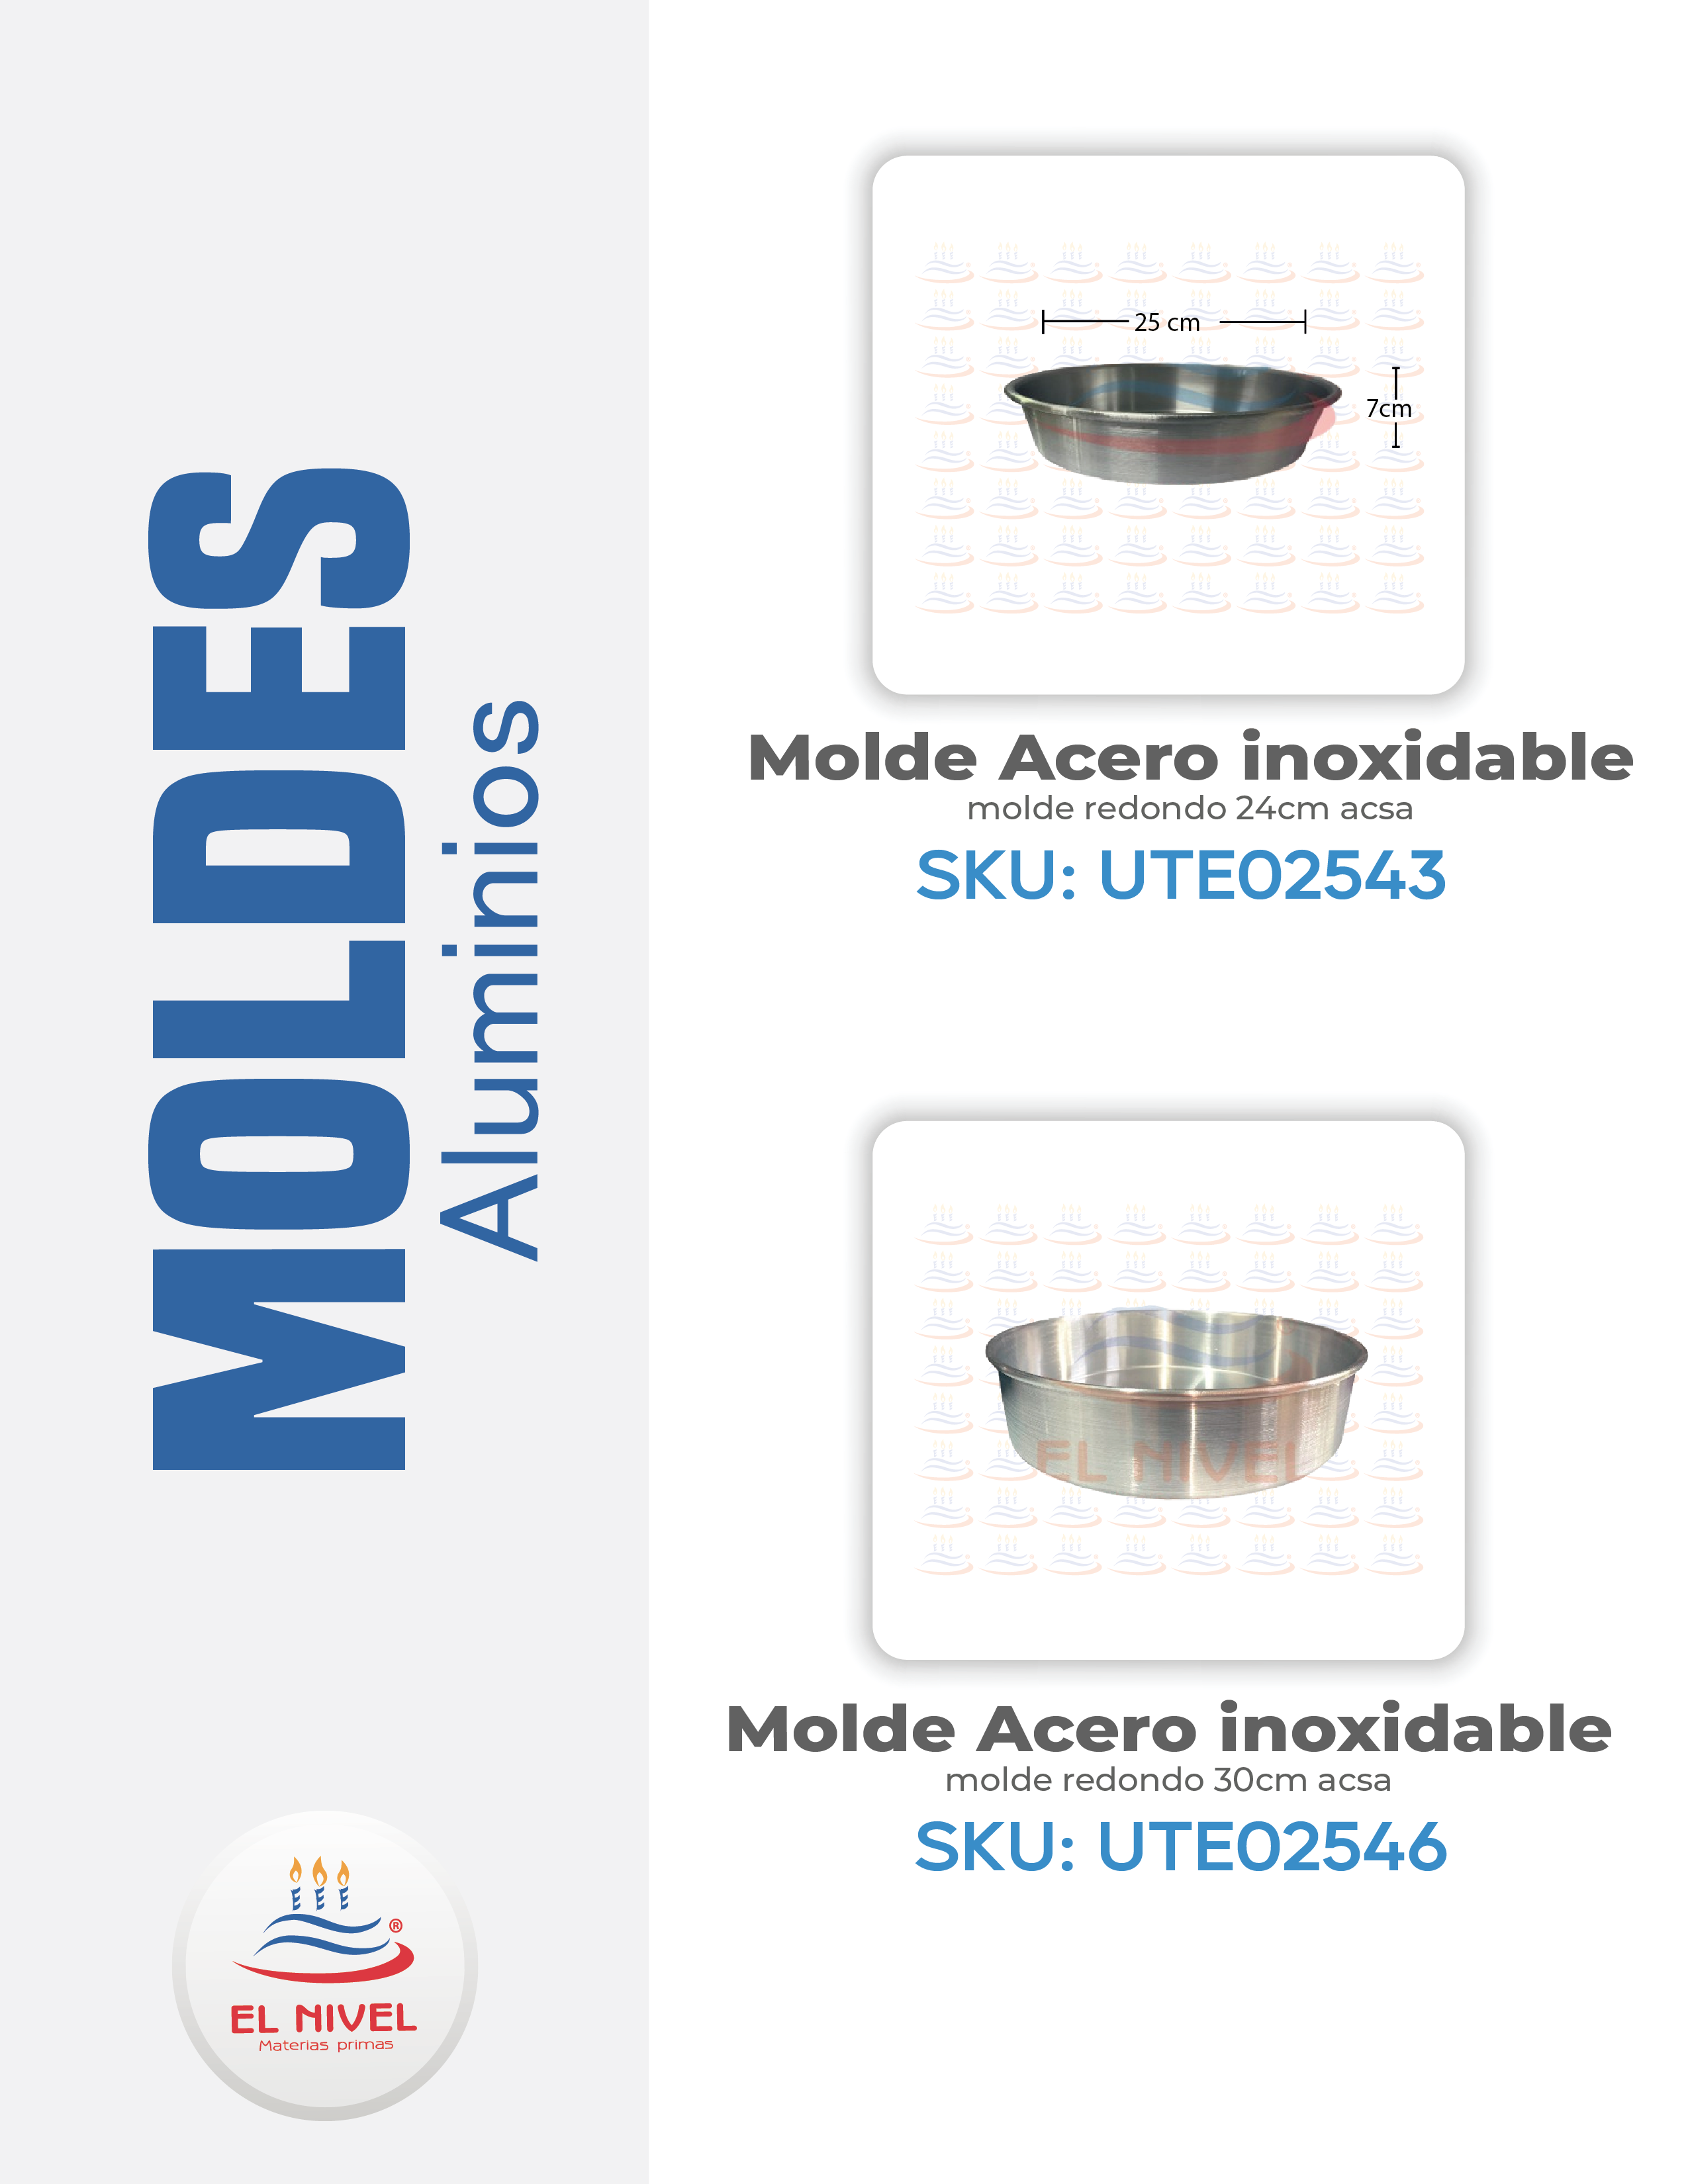 MOLDES
Aluminios
25 cm
7cm
Molde Acero inoxidable
molde redondo 24cm acsa
SKU: UTE02543
EL NIVEL
Molde Acero inoxidable
molde redondo 30cm acsa
SKU: UTE02546
®
EL NIVEL
Materias primas